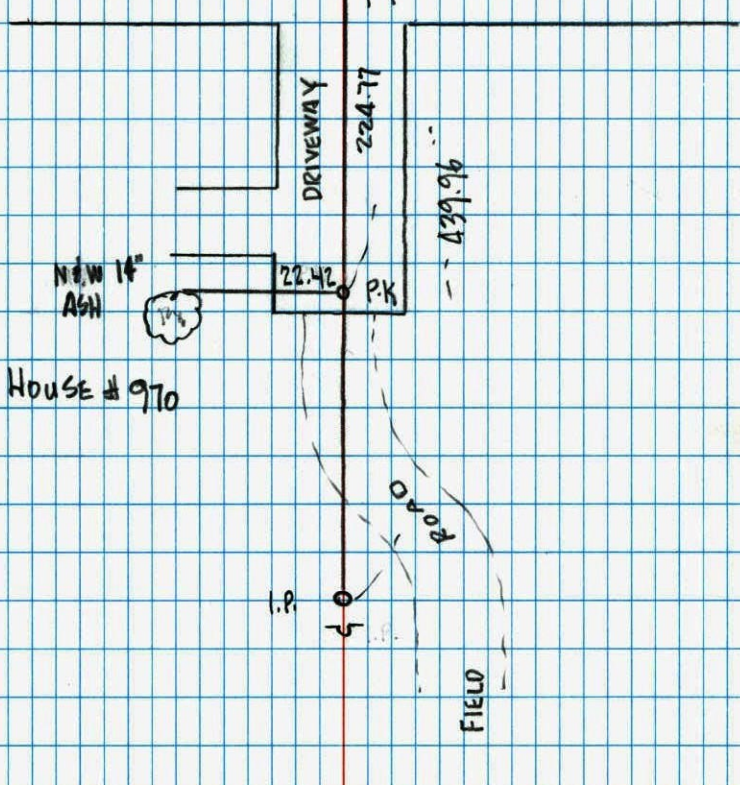 DRIVEWAY
224.77
439.96
N&W 14"
ASH
22.42
P.K
HOUSE # 970
ROAD
I.P.
FIELD